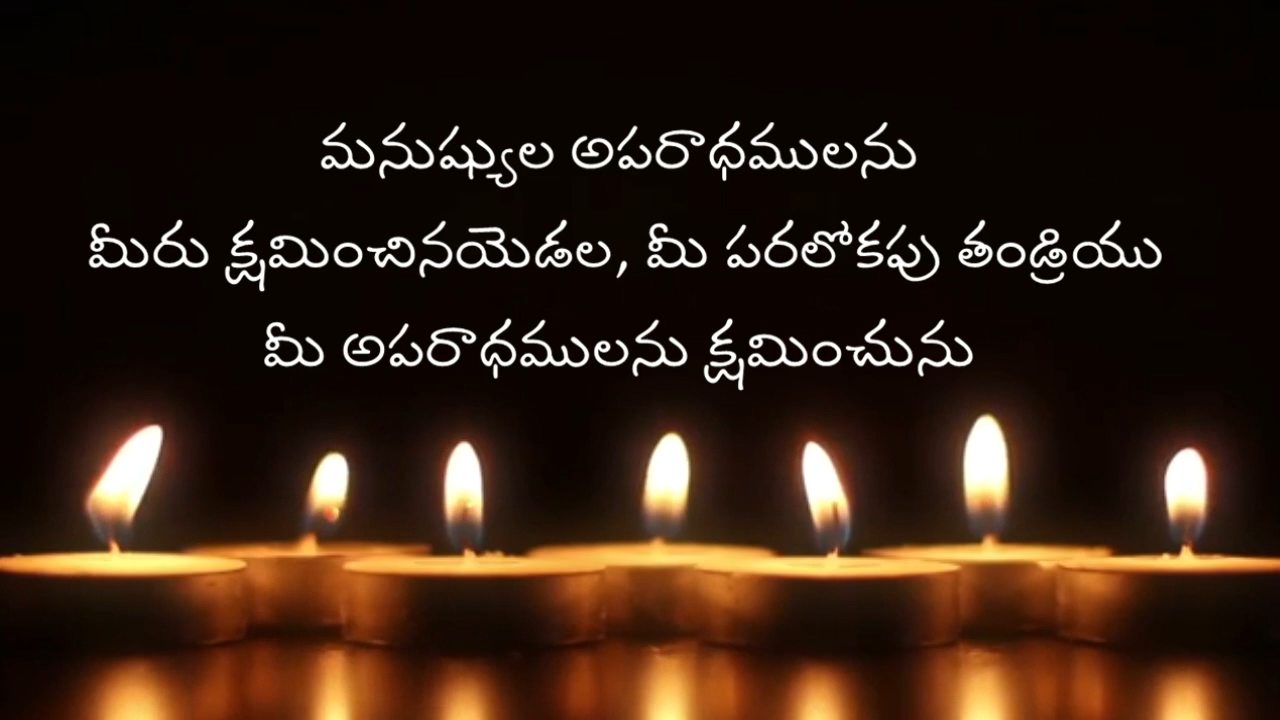 మనుష్యుల అపరాధములను
మీరు క్షమించినయెడల, మీ పరలోకపు తండ్రియు
మీ అపరాధములను క్షమించును